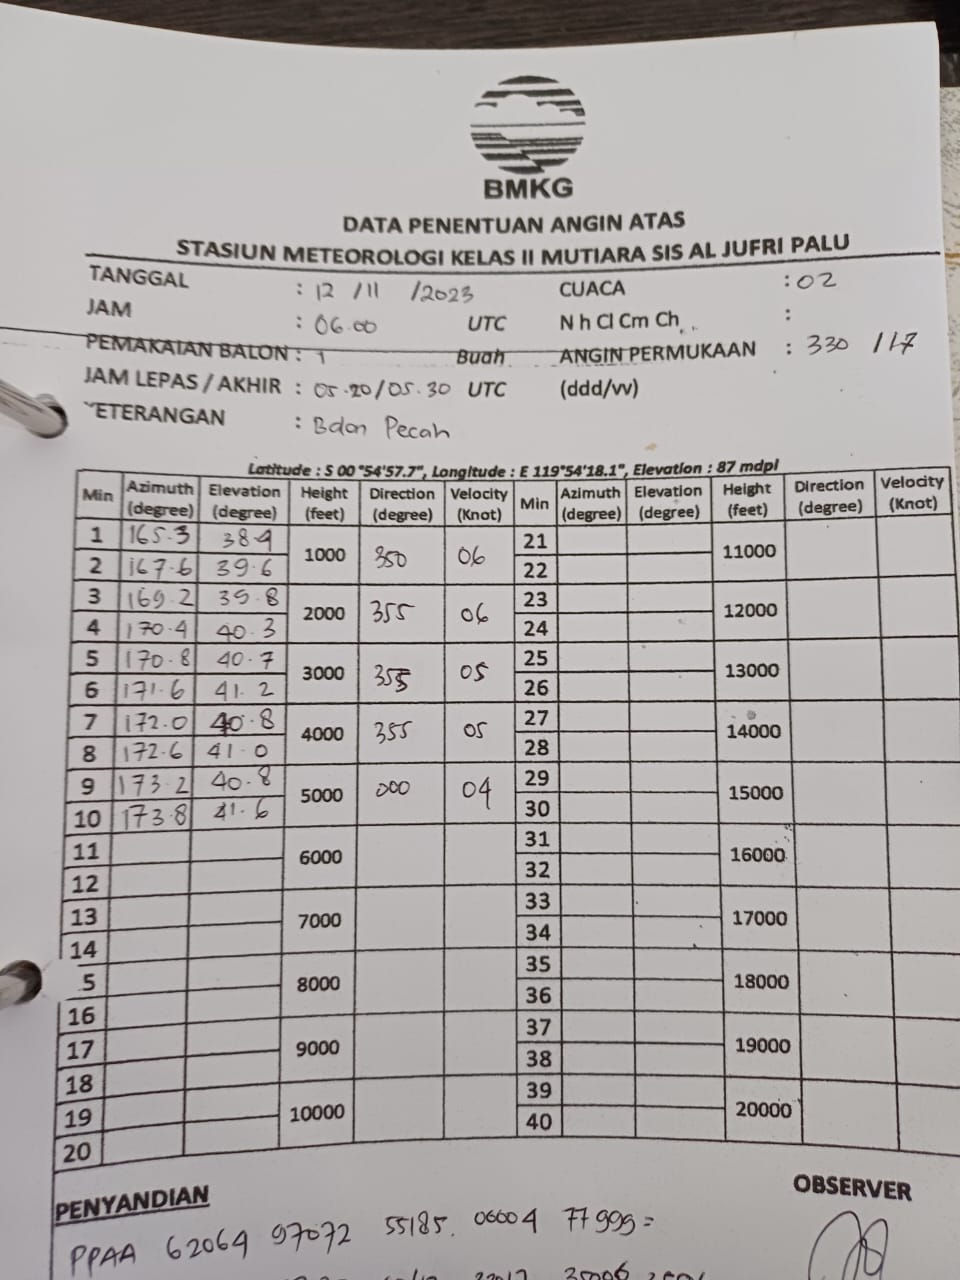 BMKG
DATA PENENTUAN ANGIN ATAS
STASIUN METEOROLOGI KELAS II MUTIARA SIS AL JUFRI PALU
TANGGAL : 12 /11 /2023 CUACA : 02
JAM : 06.00 UTC N h Cl Cm Ch :
PEMAKAIAN BALON : 1 Buah ANGIN PERMUKAAN : 330 /17
JAM LEPAS / AKHIR : 05.20/05.30 UTC (ddd/vv)
KETERANGAN : Balon Pecah
Latitude : S 00°54'57.7", Longitude : E 119°54'18.1", Elevation : 87 mdpl
Min Azimuth (degree) Elevation (degree) Height (feet) Direction (degree) Velocity (Knot) Min Azimuth (degree) Elevation (degree) Height (feet) Direction (degree) Velocity (Knot)
1 165.3 38.9 1000 350 06 21 11000
2 167.6 39.6 22
3 169.2 39.8 2000 355 06 23 12000
4 170.4 40.3 24
5 170.8 40.7 3000 355 05 25 13000
6 171.6 41.2 26
7 172.0 40.8 4000 355 05 27 14000
8 172.6 41.0 28
9 173.2 40.8 5000 000 04 29 15000
10 173.8 41.6 30
11 6000 31 16000
12 32
13 7000 33 17000
14 34
5 8000 35 18000
16 36
17 9000 37 19000
18 38
19 10000 39 20000
20 40
PENYANDIAN OBSERVER
PPAA 62064 97072 55185. 06004 77999=